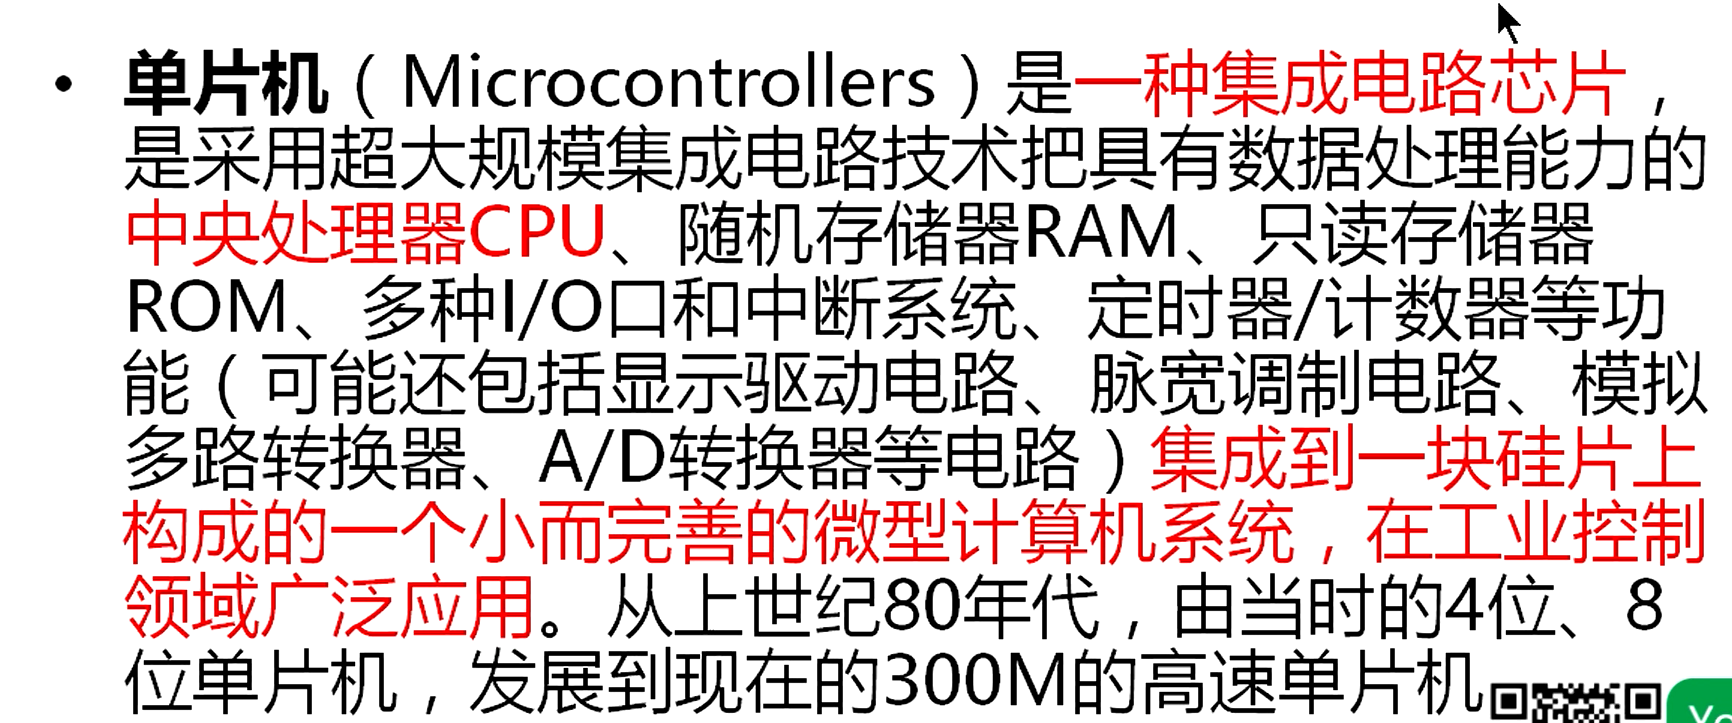 • 单片机（Microcontrollers）是一种集成电路芯片，
是采用超大规模集成电路技术把具有数据处理能力的
中央处理器CPU、随机存储器RAM、只读存储器
ROM、多种I/O口和中断系统、定时器/计数器等功
能（可能还包括显示驱动电路、脉宽调制电路、模拟
多路转换器、A/D转换器等电路）集成到一块硅片上
构成的一个小而完善的微型计算机系统，在工业控制
领域广泛应用。从上世纪80年代，由当时的4位、8
位单片机，发展到现在的300M的高速单片机